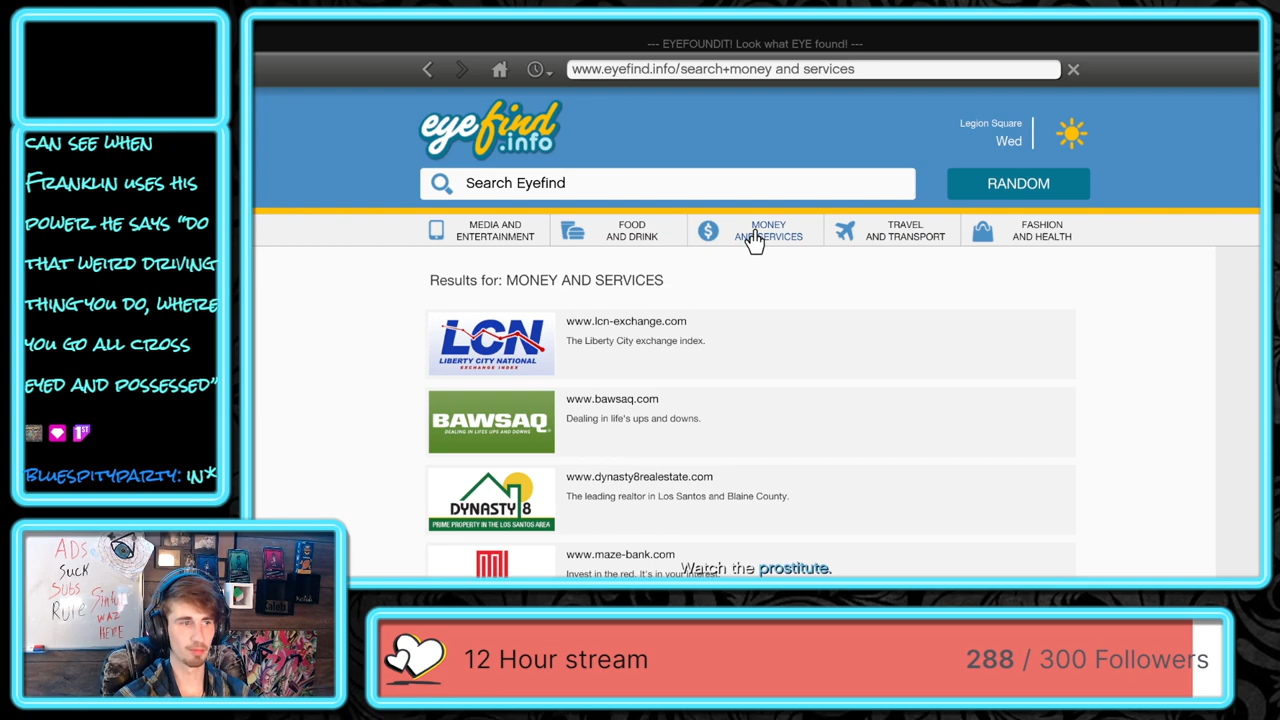 --- EYEFOUNDIT! Look what EYE found! ---
www.eyefind.info/search+money and services
eyefind
.info
Legion Square
Wed
Search Eyefind
RANDOM
MEDIA AND
ENTERTAINMENT
FOOD
AND DRINK
MONEY
AND SERVICES
TRAVEL
AND TRANSPORT
FASHION
AND HEALTH
Results for: MONEY AND SERVICES
LCN
LIBERTY CITY NATIONAL
EXCHANGE INDEX
www.lcn-exchange.com
The Liberty City exchange index.
BAWSAQ
DEALING IN LIFE'S UPS AND DOWNS.
www.bawsaq.com
Dealing in life's ups and downs.
DYNASTY 8
PRIME PROPERTY IN THE LOS SANTOS AREA
www.dynasty8realestate.com
The leading realtor in Los Santos and Blaine County.
www.maze-bank.com
Invest in the red. It's in your interest.
Watch the prostitute.
CAN SEE WHEN
FRANKLIN USES HIS
POWER. HE SAYS "DO
THAT WEIRD DRIVING
THING YOU DO, WHERE
YOU GO ALL CROSS
EYED AND POSSESSED"
1ST
BLUESPITYPARTY: IN*
ADS
SUCK
SUBS
RULE
WAZ
HERE
12 Hour stream
288 / 300 Followers